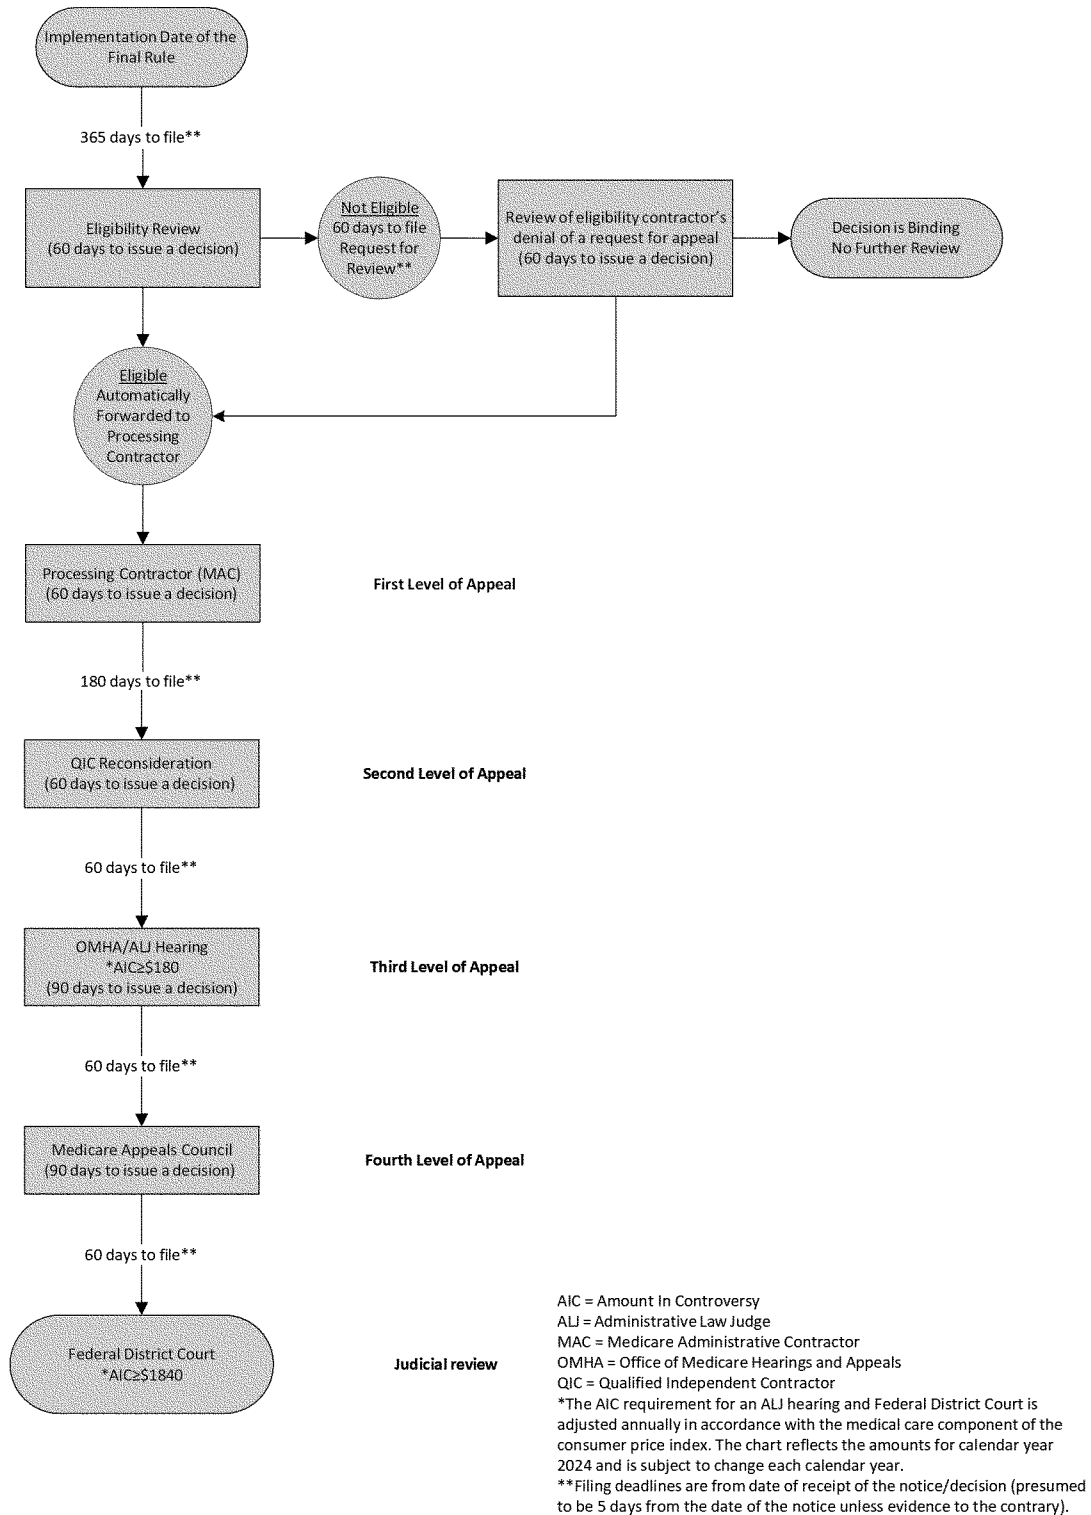 Implementation Date of the
Final Rule
365 days to file**
Eligibility Review
(60 days to issue a decision)
Not Eligible
60 days to file
Request for
Review**
Review of eligibility contractor's
denial of a request for appeal
(60 days to issue a decision)
Decision is Binding
No Further Review
Eligible
Automatically
Forwarded to
Processing
Contractor
Processing Contractor (MAC)
(60 days to issue a decision)
First Level of Appeal
180 days to file**
QIC Reconsideration
(60 days to issue a decision)
Second Level of Appeal
60 days to file**
OMHA/ALJ Hearing
*AIC≥$180
(90 days to issue a decision)
Third Level of Appeal
60 days to file**
Medicare Appeals Council
(90 days to issue a decision)
Fourth Level of Appeal
60 days to file**
Federal District Court
*AIC≥$1840
Judicial review
AIC = Amount In Controversy
ALJ = Administrative Law Judge
MAC = Medicare Administrative Contractor
OMHA = Office of Medicare Hearings and Appeals
QIC = Qualified Independent Contractor
*The AIC requirement for an ALJ hearing and Federal District Court is
adjusted annually in accordance with the medical care component of the
consumer price index. The chart reflects the amounts for calendar year
2024 and is subject to change each calendar year.
**Filing deadlines are from date of receipt of the notice/decision (presumed
to be 5 days from the date of the notice unless evidence to the contrary).